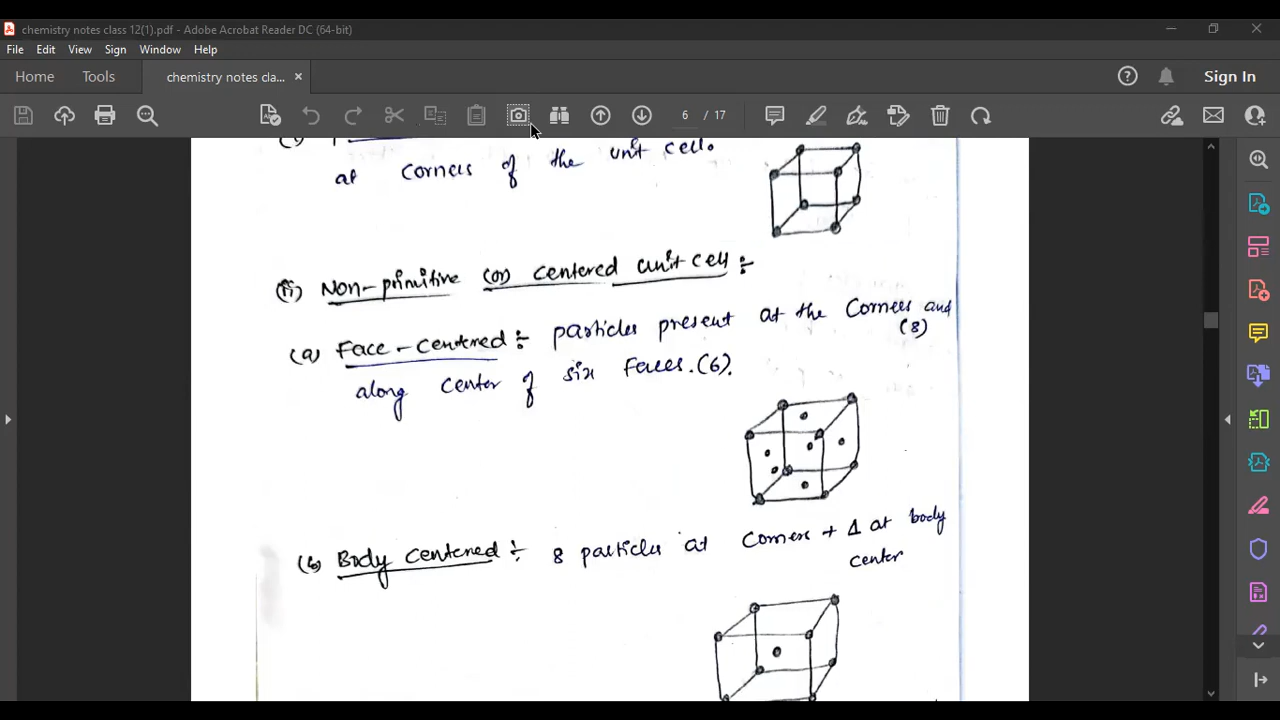 chemistry notes class 12(1).pdf - Adobe Acrobat Reader DC (64-bit)
File Edit View Sign Window Help
Home Tools chemistry notes cla... × Sign In
6 / 17
at corners of the unit cell.
(ii) Non-primitive (or) centered unit cell ÷
(a) Face-centered ÷ particles present at the Corners and
(8)
along center of six Faces.(6).
(b) Body centered ÷ 8 particles at Corners + 1 at body
center